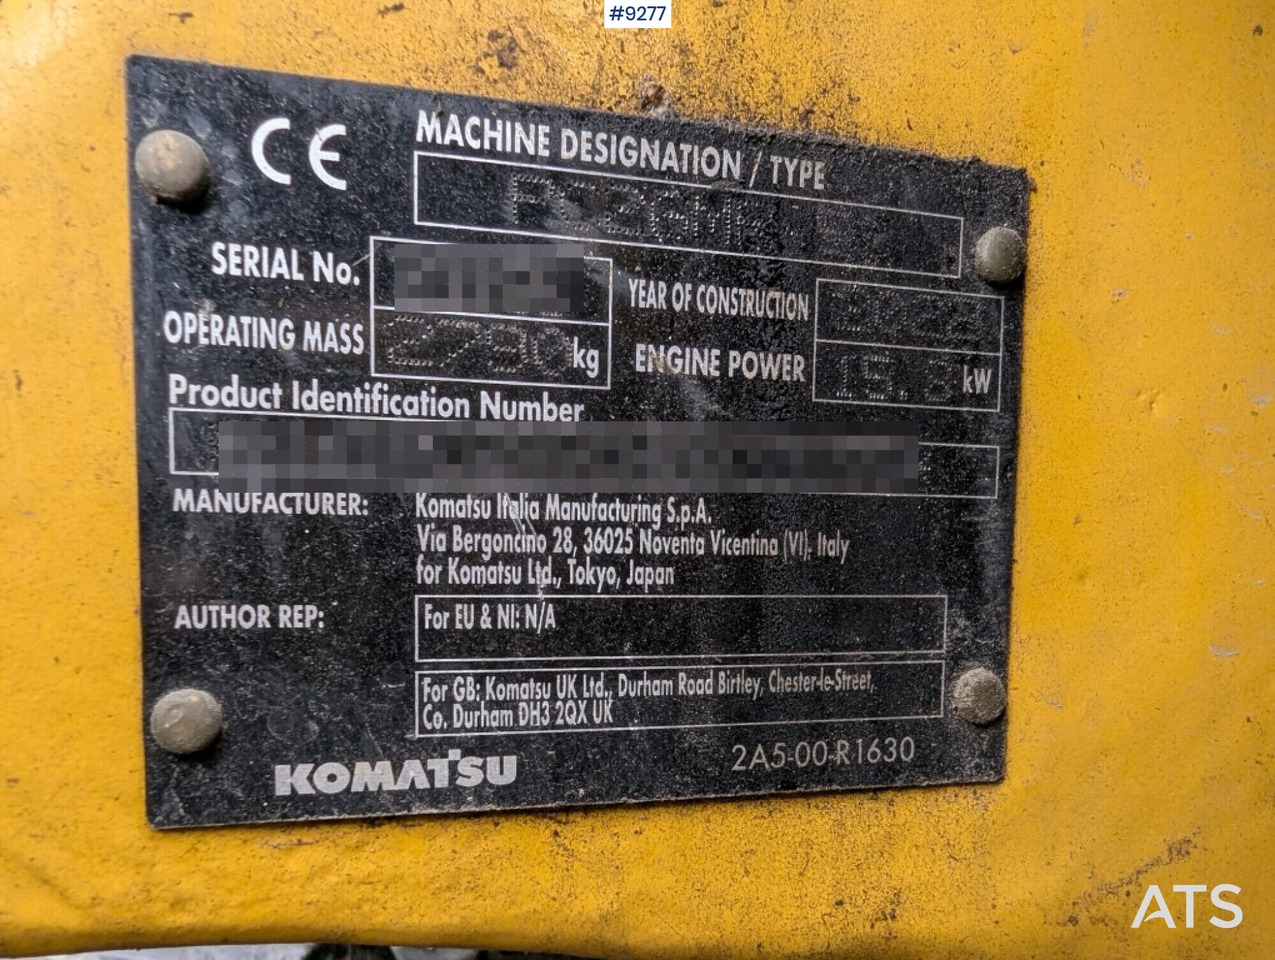 #9277
CE
MACHINE DESIGNATION / TYPE
SERIAL No.
YEAR OF CONSTRUCTION
OPERATING MASS 2790 kg
ENGINE POWER kW
Product Identification Number
MANUFACTURER: Komatsu Italia Manufacturing S.p.A.
Via Bergoncino 28, 36025 Noventa Vicentina (VI), Italy
for Komatsu Ltd., Tokyo, Japan
AUTHOR REP: For EU & NI: N/A
For GB: Komatsu UK Ltd., Durham Road Birtley, Chester-le-Street,
Co. Durham DH3 2QX UK
KOMATSU
2A5-00-R1630
ATS